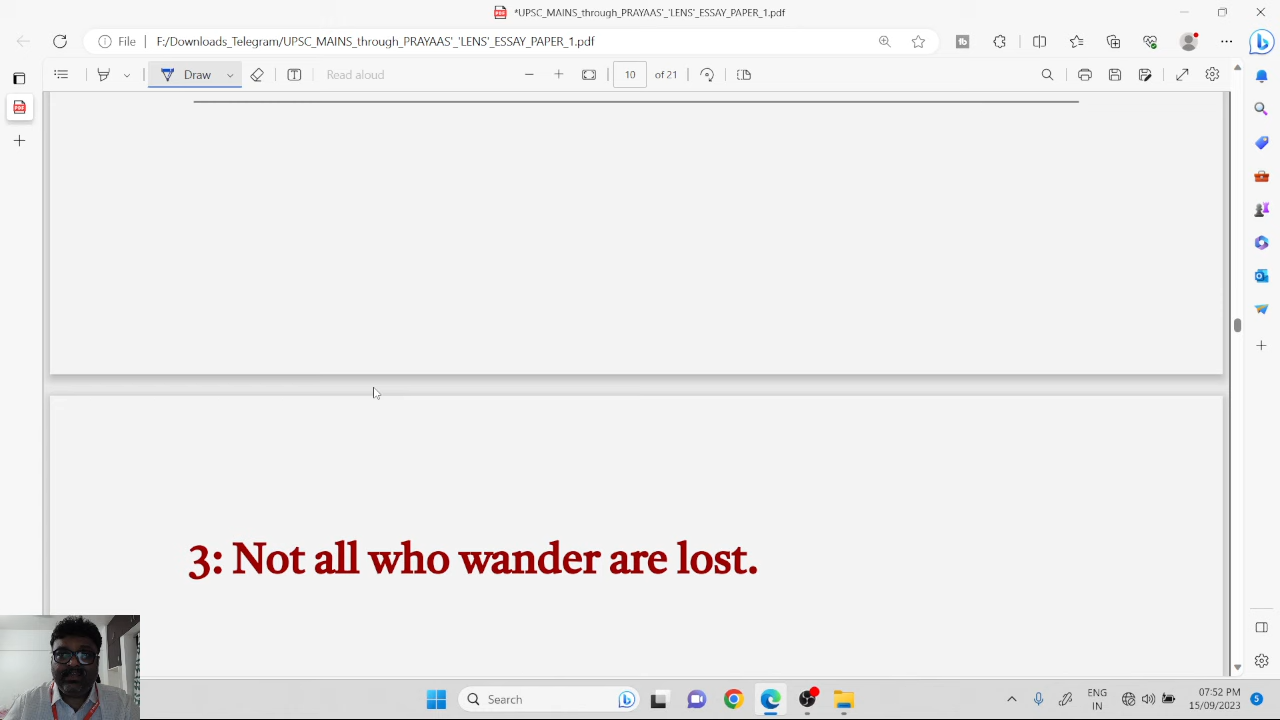 *UPSC_MAINS_through_PRAYAAS'_'LENS'_ESSAY_PAPER_1.pdf
File F:/Downloads_Telegram/UPSC_MAINS_through_PRAYAAS'_'LENS'_ESSAY_PAPER_1.pdf
Draw Read aloud 10 of 21
3: Not all who wander are lost.
Search
ENG
IN
07:52 PM
15/09/2023
5